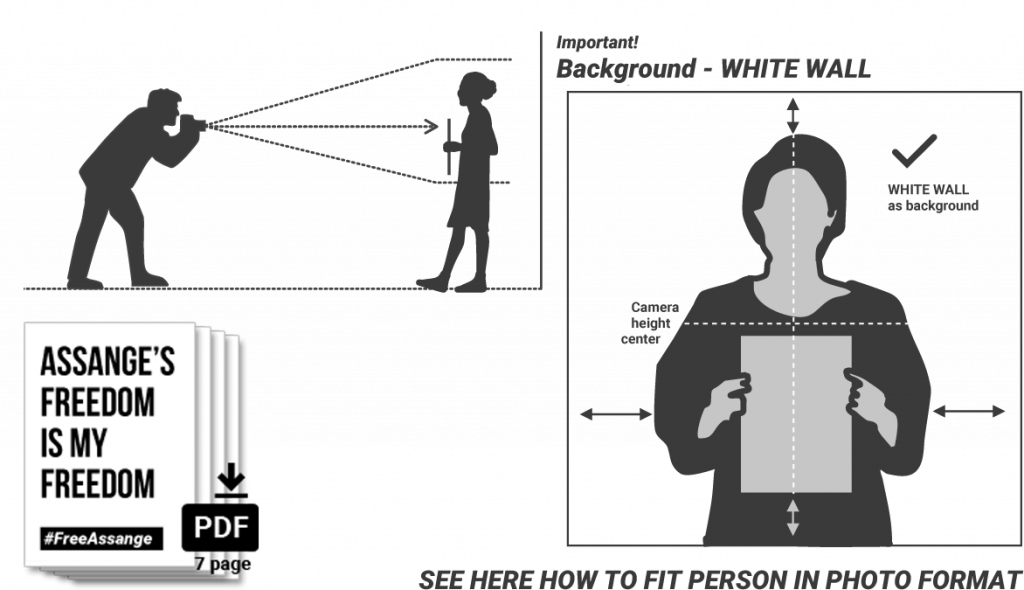 Important!
Background - WHITE WALL
WHITE WALL
as background
Camera
height
center
ASSANGE'S
FREEDOM
IS MY
FREEDOM
#FreeAssange
PDF
7 page
SEE HERE HOW TO FIT PERSON IN PHOTO FORMAT